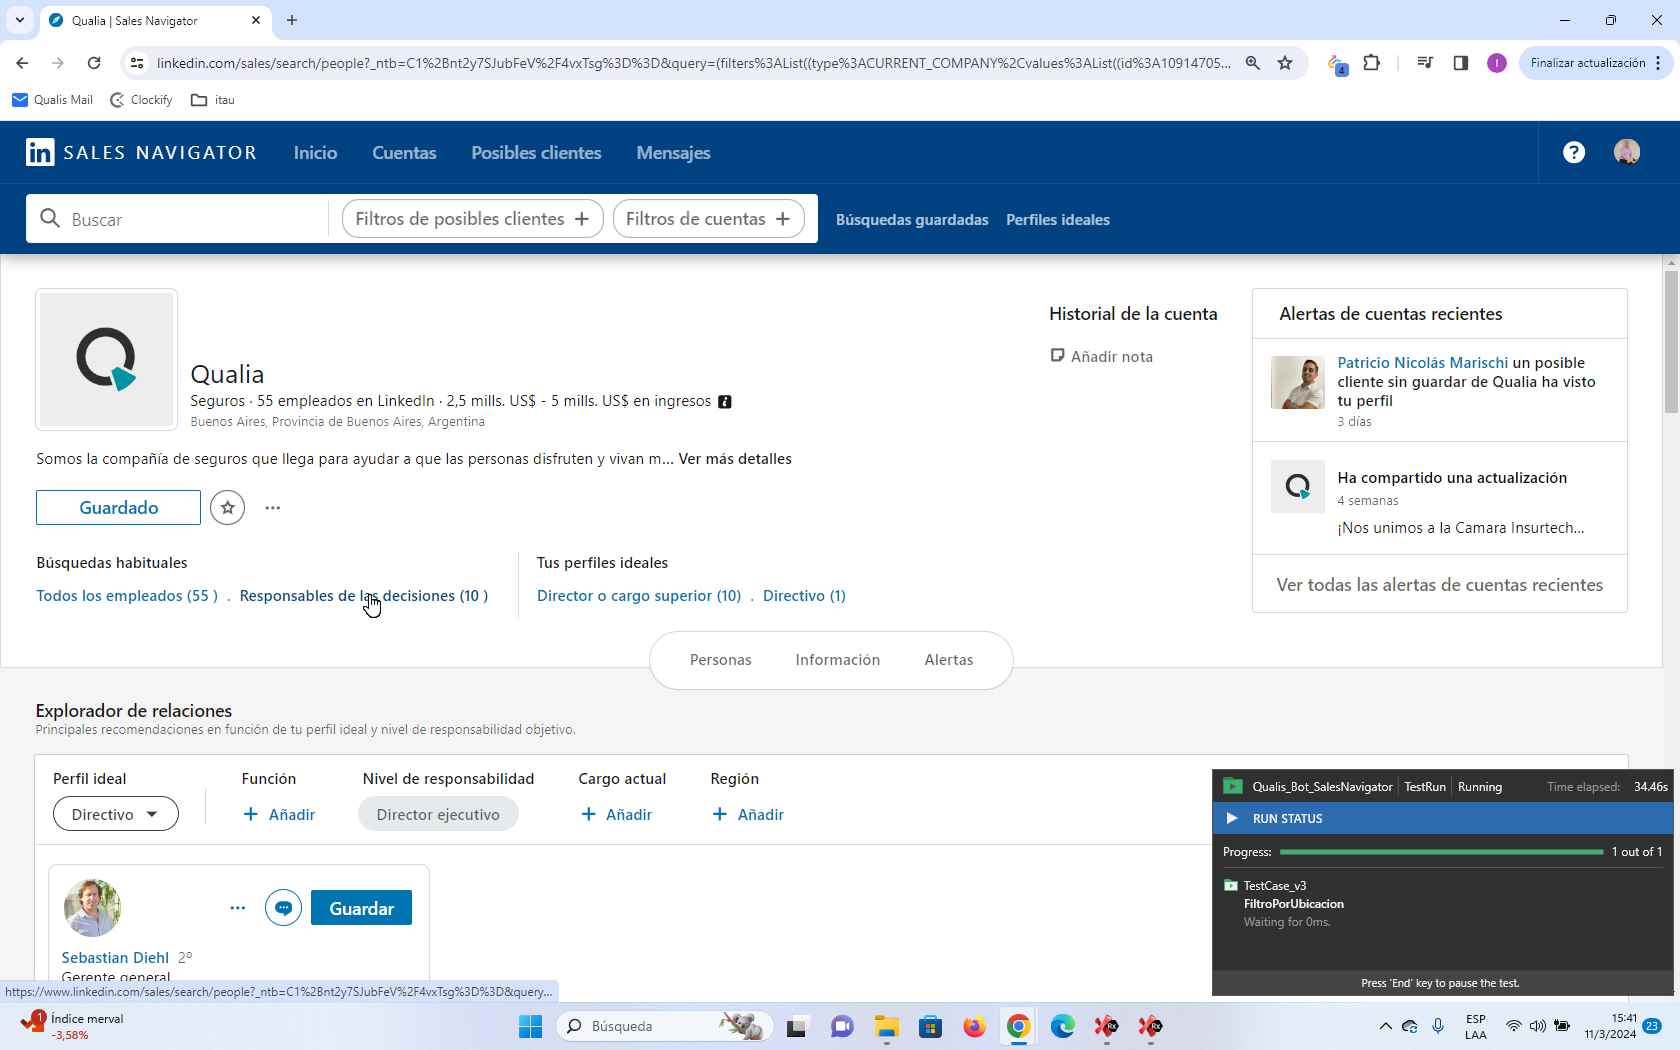 Qualia | Sales Navigator
linkedin.com/sales/search/people?_ntb=C1%2Bnt2y7SJubFeV%2F4vxTsg%3D%3D&query=(filters%3AList((type%3ACURRENT_COMPANY%2Cvalues%3AList((id%3A10914705...
4
I
Finalizar actualización
Qualis Mail
Clockify
itau
in SALES NAVIGATOR
Inicio
Cuentas
Posibles clientes
Mensajes
?
Buscar
Filtros de posibles clientes +
Filtros de cuentas +
Búsquedas guardadas
Perfiles ideales
Qualia
Seguros · 55 empleados en LinkedIn · 2,5 mills. US$ - 5 mills. US$ en ingresos i
Buenos Aires, Provincia de Buenos Aires, Argentina
Somos la compañía de seguros que llega para ayudar a que las personas disfruten y vivan m... Ver más detalles
Guardado
...
Historial de la cuenta
Añadir nota
Alertas de cuentas recientes
Patricio Nicolás Marischi un posible
cliente sin guardar de Qualia ha visto
tu perfil
3 días
Ha compartido una actualización
4 semanas
¡Nos unimos a la Camara Insurtech...
Ver todas las alertas de cuentas recientes
Búsquedas habituales
Todos los empleados (55 ) . Responsables de las decisiones (10 )
Tus perfiles ideales
Director o cargo superior (10) . Directivo (1)
Personas
Información
Alertas
Explorador de relaciones
Principales recomendaciones en función de tu perfil ideal y nivel de responsabilidad objetivo.
Perfil ideal
Directivo
Función
+ Añadir
Nivel de responsabilidad
Director ejecutivo
Cargo actual
+ Añadir
Región
+ Añadir
...
Guardar
Sebastian Diehl 2º
Gerente general
Qualis_Bot_SalesNavigator
TestRun
Running
Time elapsed: 34.46s
RUN STATUS
Progress: 1 out of 1
TestCase_v3
FiltroPorUbicacion
Waiting for 0ms.
Press 'End' key to pause the test.
https://www.linkedin.com/sales/search/people?_ntb=C1%2Bnt2y7SJubFeV%2F4vxTsg%3D%3D&query...
1
Índice merval
-3,58%
Búsqueda
Rx
Rx
ESP
LAA
15:41
11/3/2024
23